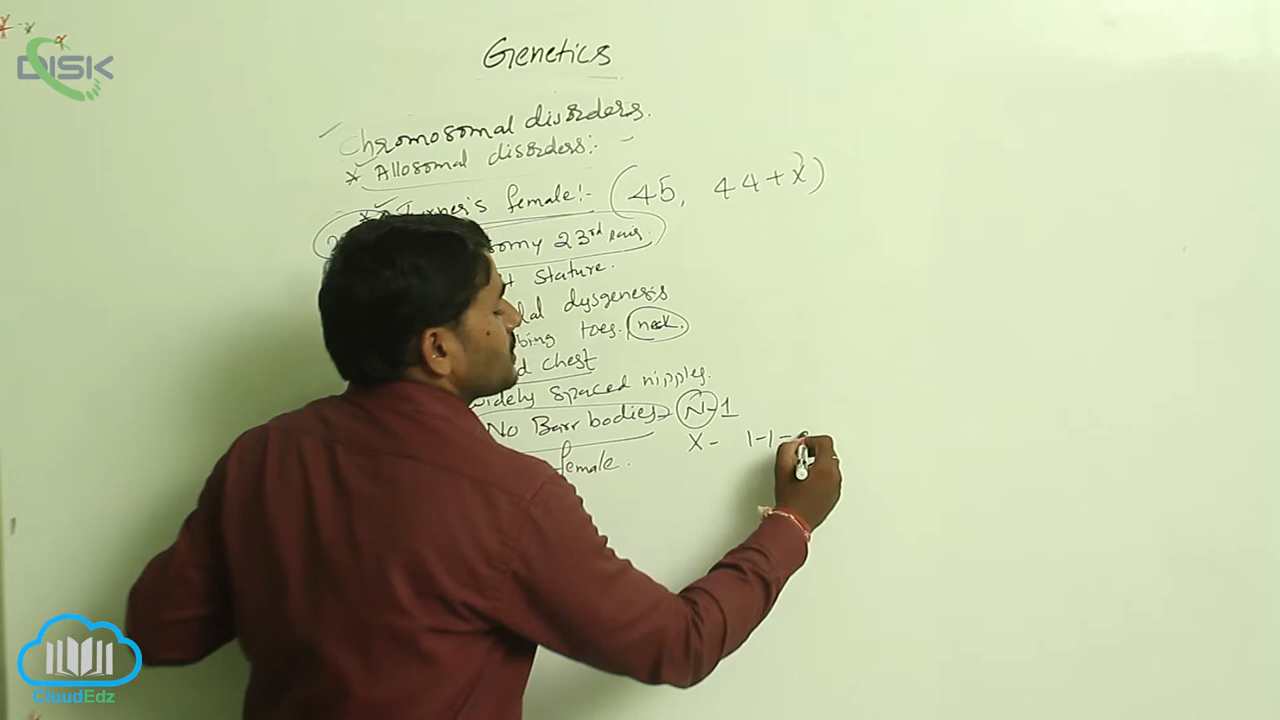 DISK
Genetics
Chromosomal disorders.
* Allosomal disorders:-
* Turner's female:- (45, 44+X)
somy 23rd pair.
t stature.
dal dysgenesis
bing toes. neck.
d chest
widely spaced nipples.
No Barr bodies N-1
X- 1-1-
female.
CloudEdz